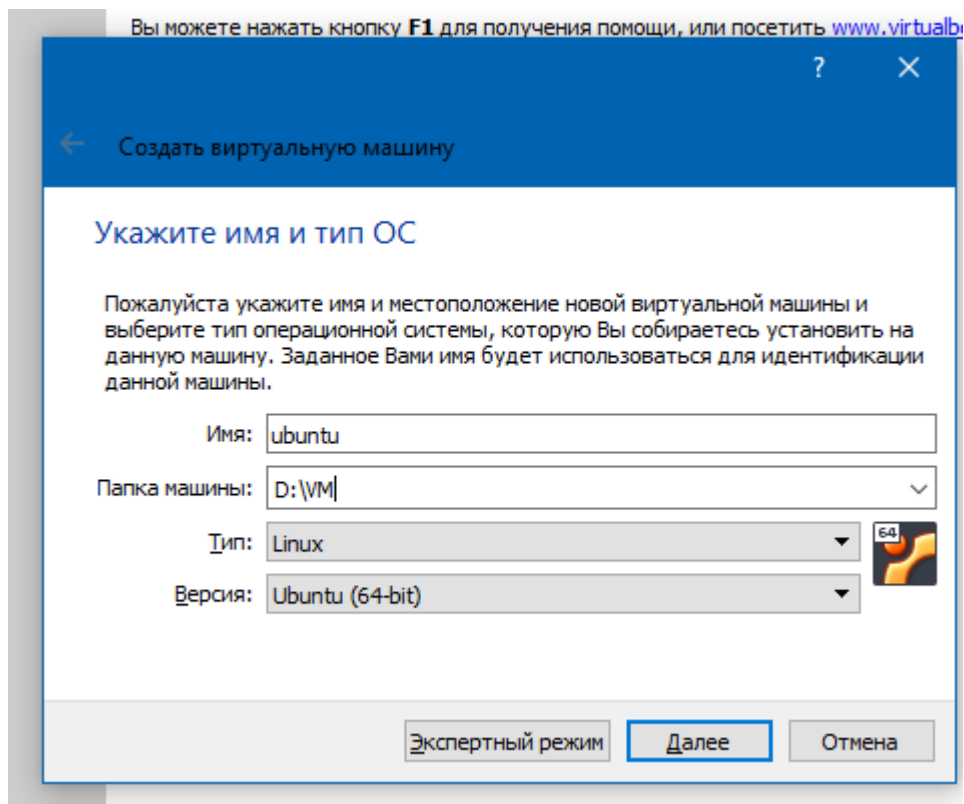 Вы можете нажать кнопку F1 для получения помощи, или посетить
?
Создать виртуальную машину
Укажите имя и тип ОС
Пожалуйста укажите имя и местоположение новой виртуальной машины и
выберите тип операционной системы, которую Вы собираетесь установить на
данную машину. Заданное Вами имя будет использоваться для идентификации
данной машины.
Имя: ubuntu
Папка машины: D:\VM
Тип: Linux
64
Версия: Ubuntu (64-bit)
Экспертный режим Далее Отмена